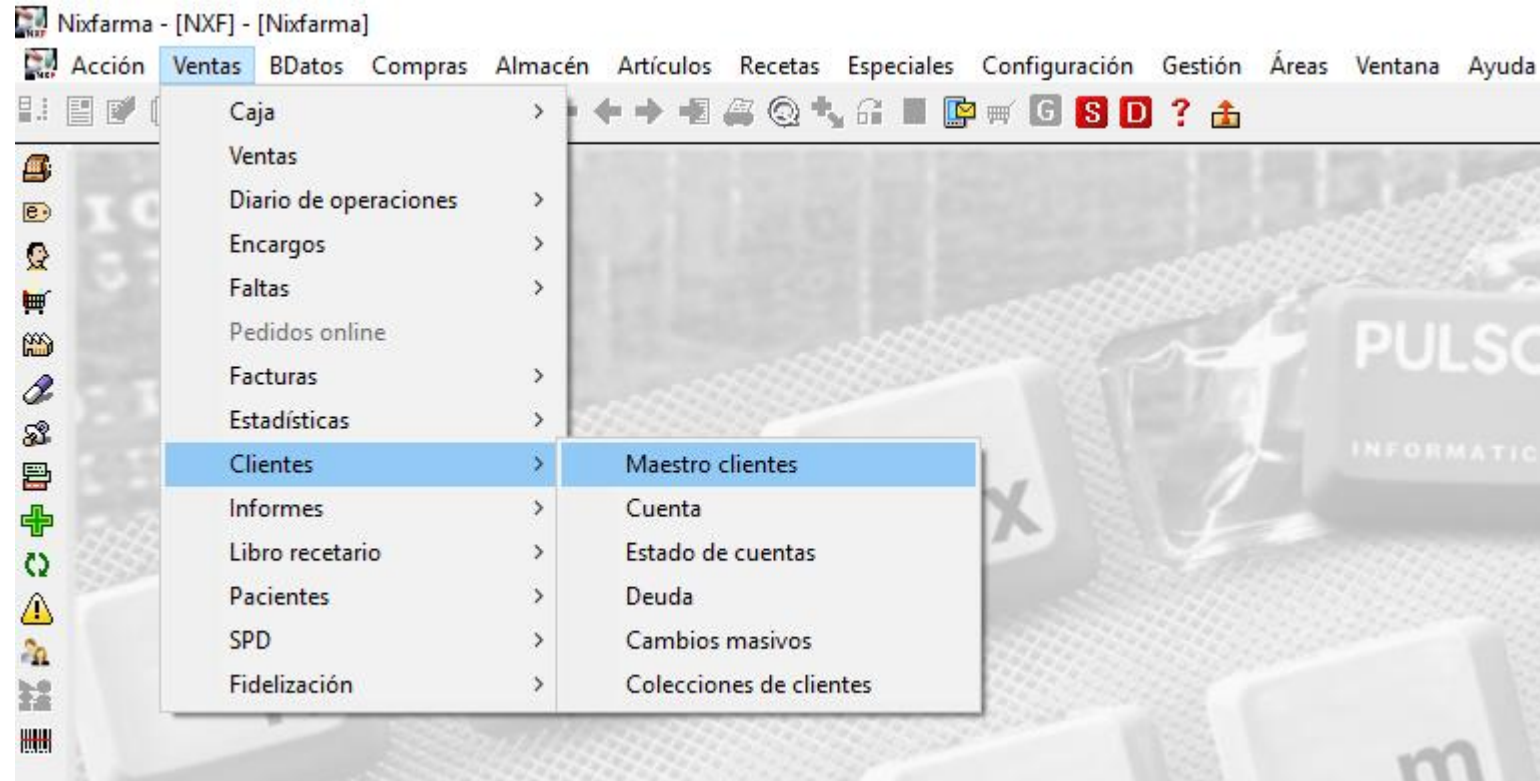 Nixfarma - [NXF] - [Nixfarma]
Acción Ventas BDatos Compras Almacén Artículos Recetas Especiales Configuración Gestión Áreas Ventana Ayuda
G S D ?
Caja
Ventas
Diario de operaciones
Encargos
Faltas
Pedidos online
Facturas
Estadísticas
Clientes
Informes
Libro recetario
Pacientes
SPD
Fidelización
Maestro clientes
Cuenta
Estado de cuentas
Deuda
Cambios masivos
Colecciones de clientes
PULSO
INFORMATIC
x
m